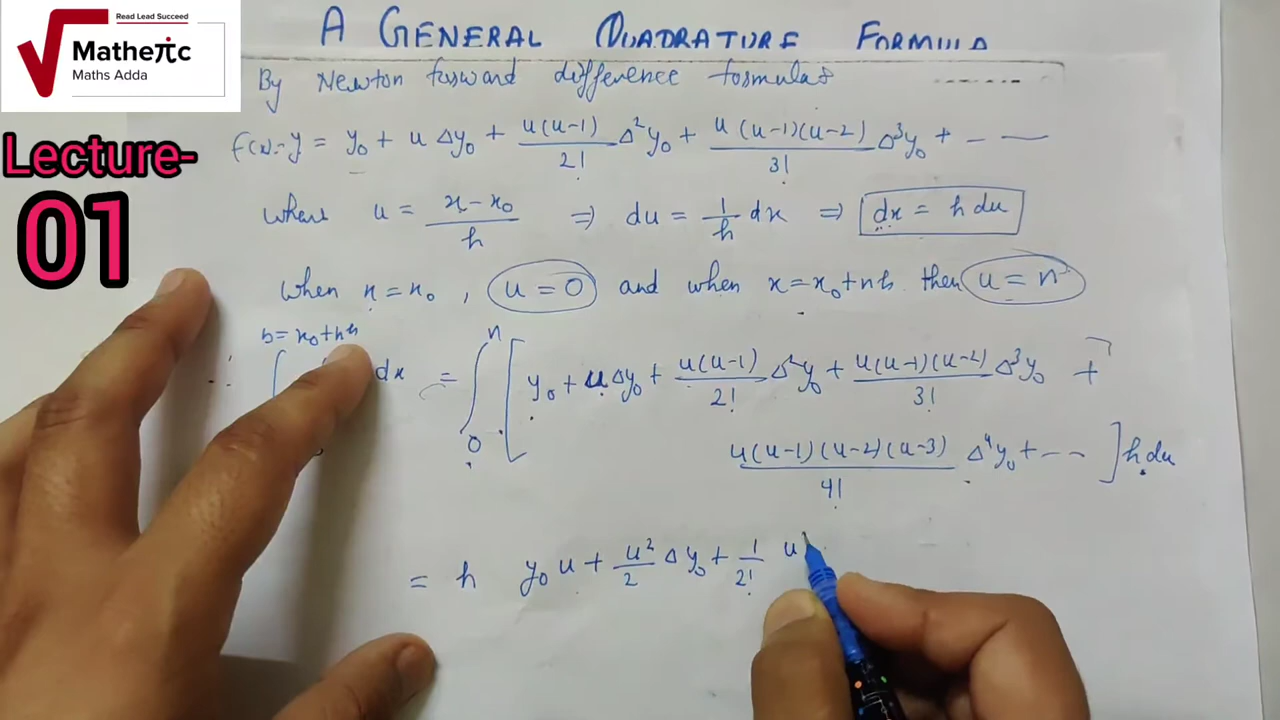 Read Lead Succeed
Matheπc
Maths Adda
Lecture-
01
A GENERAL QUADRATURE FORMULA
By Newton forward difference formulas
f(x)=y = y₀ + u Δy₀ + u(u-1)/2! Δ²y₀ + u(u-1)(u-2)/3! Δ³y₀ + - —
where u = x-x₀/h ⇒ du = 1/h dx ⇒ dx = h du
when x = x₀, u = 0 and when x = x₀+nh then u = n
b = x₀+nh
∴ ∫ dx = ∫₀ⁿ [ y₀ + uΔy₀ + u(u-1)/2! Δ²y₀ + u(u-1)(u-2)/3! Δ³y₀ +
u(u-1)(u-2)(u-3)/4! Δ⁴y₀ + -- ] h du
= h y₀u + u²/2 Δy₀ + 1/2! u